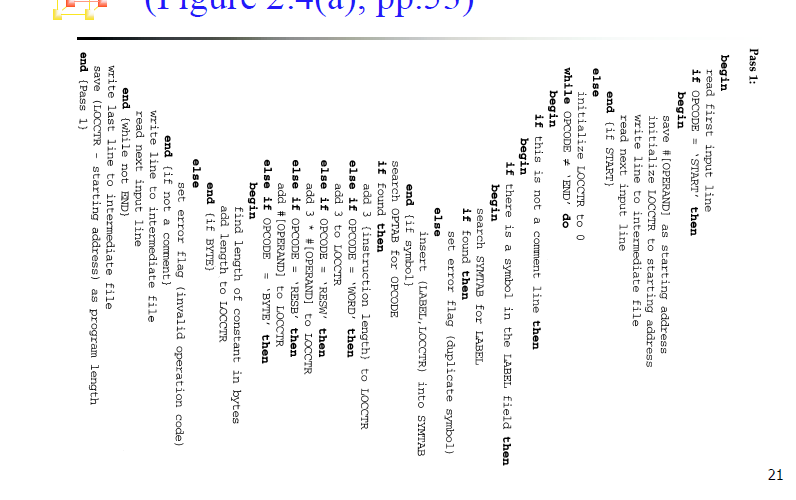 (Figure 2.4(a), pp.53)
Pass 1:
begin
read first input line
if OPCODE = 'START' then
begin
save #[OPERAND] as starting address
initialize LOCCTR to starting address
write line to intermediate file
read next input line
end {if START}
else
initialize LOCCTR to 0
while OPCODE ≠ 'END' do
begin
if this is not a comment line then
begin
if there is a symbol in the LABEL field then
begin
search SYMTAB for LABEL
if found then
set error flag (duplicate symbol)
else
insert (LABEL,LOCCTR) into SYMTAB
end {if symbol}
search OPTAB for OPCODE
if found then
add 3 {instruction length} to LOCCTR
else if OPCODE = 'WORD' then
add 3 to LOCCTR
else if OPCODE = 'RESW' then
add 3 * #[OPERAND] to LOCCTR
else if OPCODE = 'RESB' then
add #[OPERAND] to LOCCTR
else if OPCODE = 'BYTE' then
begin
find length of constant in bytes
add length to LOCCTR
end {if BYTE}
else
set error flag (invalid operation code)
end {if not a comment}
write line to intermediate file
read next input line
end {while not END}
write last line to intermediate file
save (LOCCTR - starting address) as program length
end {Pass 1}
21